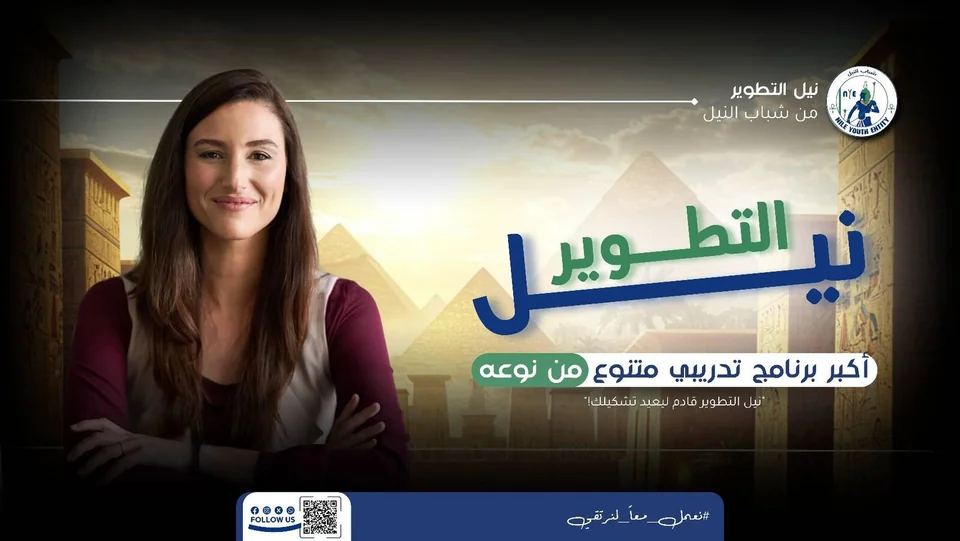 نيل التطوير
من شباب النيل
شباب النيل
NYE
NILE YOUTH ENTITY
نيل
التطوير
أكبر برنامج تدريبي متنوع من نوعه
"نيل التطوير قادم ليعيد تشكيلك!"
FOLLOW US
#نعمل_معاً_لنرتقي